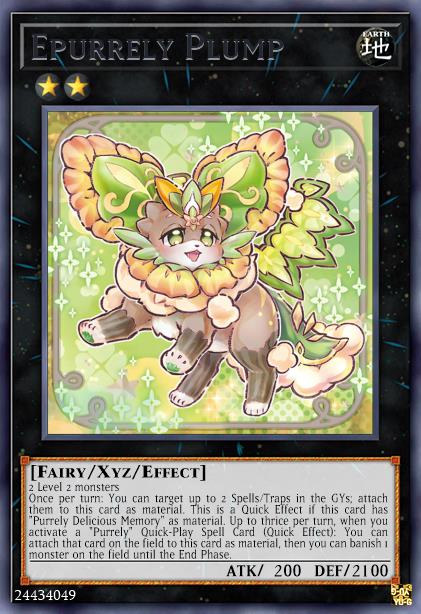 Epurrely Plump
EARTH
地
[Fairy/Xyz/Effect]
2 Level 2 monsters
Once per turn: You can target up to 2 Spells/Traps in the GYs; attach
them to this card as material. This is a Quick Effect if this card has
"Purrely Delicious Memory" as material. Up to thrice per turn, when you
activate a "Purrely" Quick-Play Spell Card (Quick Effect): You can
attach that card on the field to this card as material, then you can banish 1
monster on the field until the End Phase.
ATK/ 200 DEF/2100
24434049